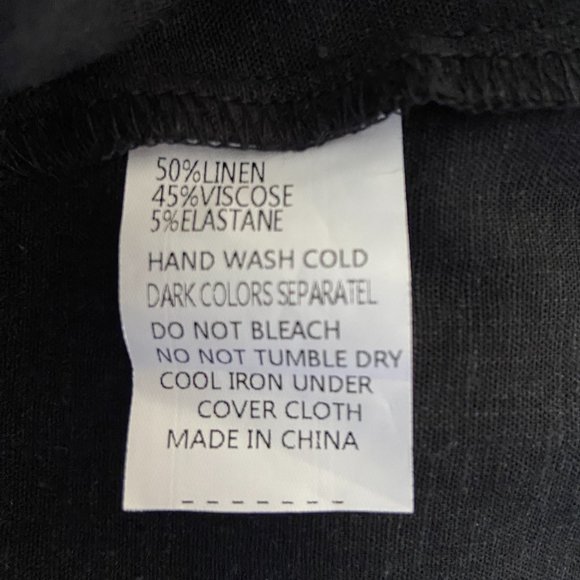 50%LINEN
45%VISCOSE
5%ELASTANE
HAND WASH COLD
DARK COLORS SEPARATEL
DO NOT BLEACH
NO NOT TUMBLE DRY
COOL IRON UNDER
COVER CLOTH
MADE IN CHINA